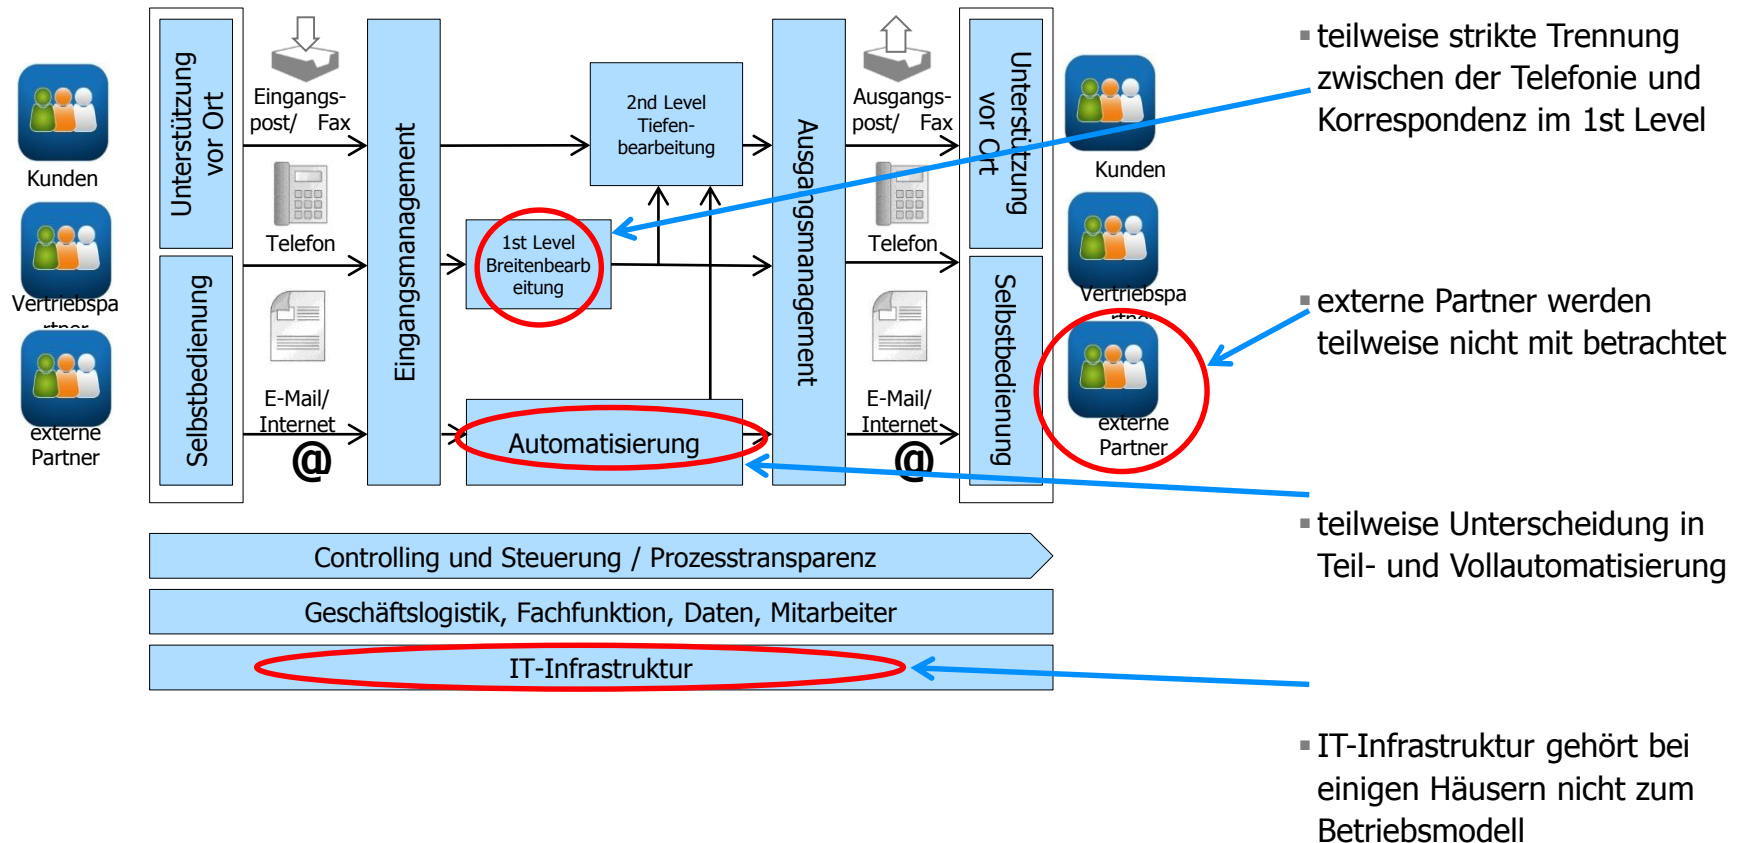 Kunden
Vertriebspa
rtner
externe
Partner
Unterstützung
vor Ort
Selbstbedienung
Eingangs-
post/ Fax
Telefon
E-Mail/
Internet
@
Eingangsmanagement
2nd Level
Tiefen-
bearbeitung
1st Level
Breitenbearb
eitung
Automatisierung
Ausgangsmanagement
Ausgangs-
post/ Fax
Telefon
E-Mail/
Internet
@
Unterstützung
vor Ort
Selbstbedienung
Kunden
Vertriebspa
rtner
externe
Partner
Controlling und Steuerung / Prozesstransparenz
Geschäftslogistik, Fachfunktion, Daten, Mitarbeiter
IT-Infrastruktur
▪ teilweise strikte Trennung
zwischen der Telefonie und
Korrespondenz im 1st Level
▪ externe Partner werden
teilweise nicht mit betrachtet
▪ teilweise Unterscheidung in
Teil- und Vollautomatisierung
▪ IT-Infrastruktur gehört bei
einigen Häusern nicht zum
Betriebsmodell